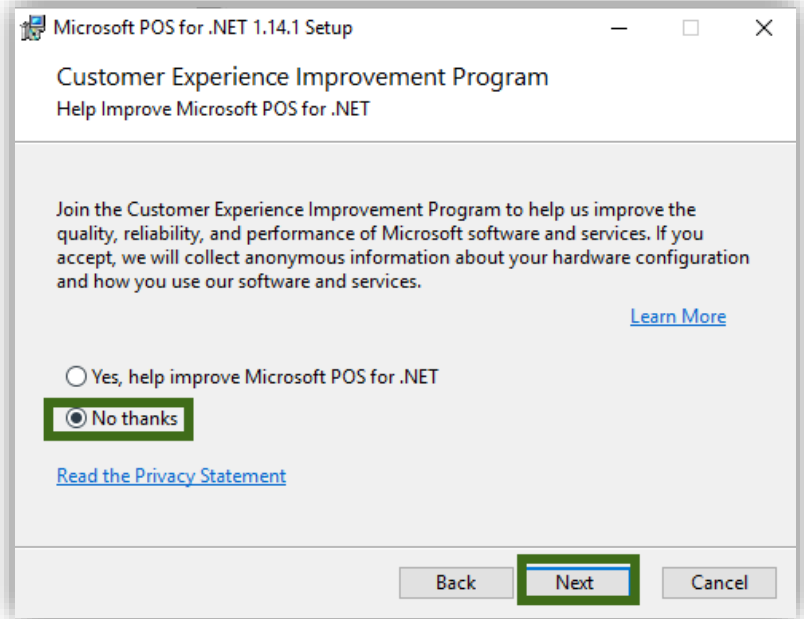 Microsoft POS for .NET 1.14.1 Setup
Customer Experience Improvement Program
Help Improve Microsoft POS for .NET
Join the Customer Experience Improvement Program to help us improve the
quality, reliability, and performance of Microsoft software and services. If you
accept, we will collect anonymous information about your hardware configuration
and how you use our software and services.
Learn More
Yes, help improve Microsoft POS for .NET
No thanks
Read the Privacy Statement
Back Next Cancel